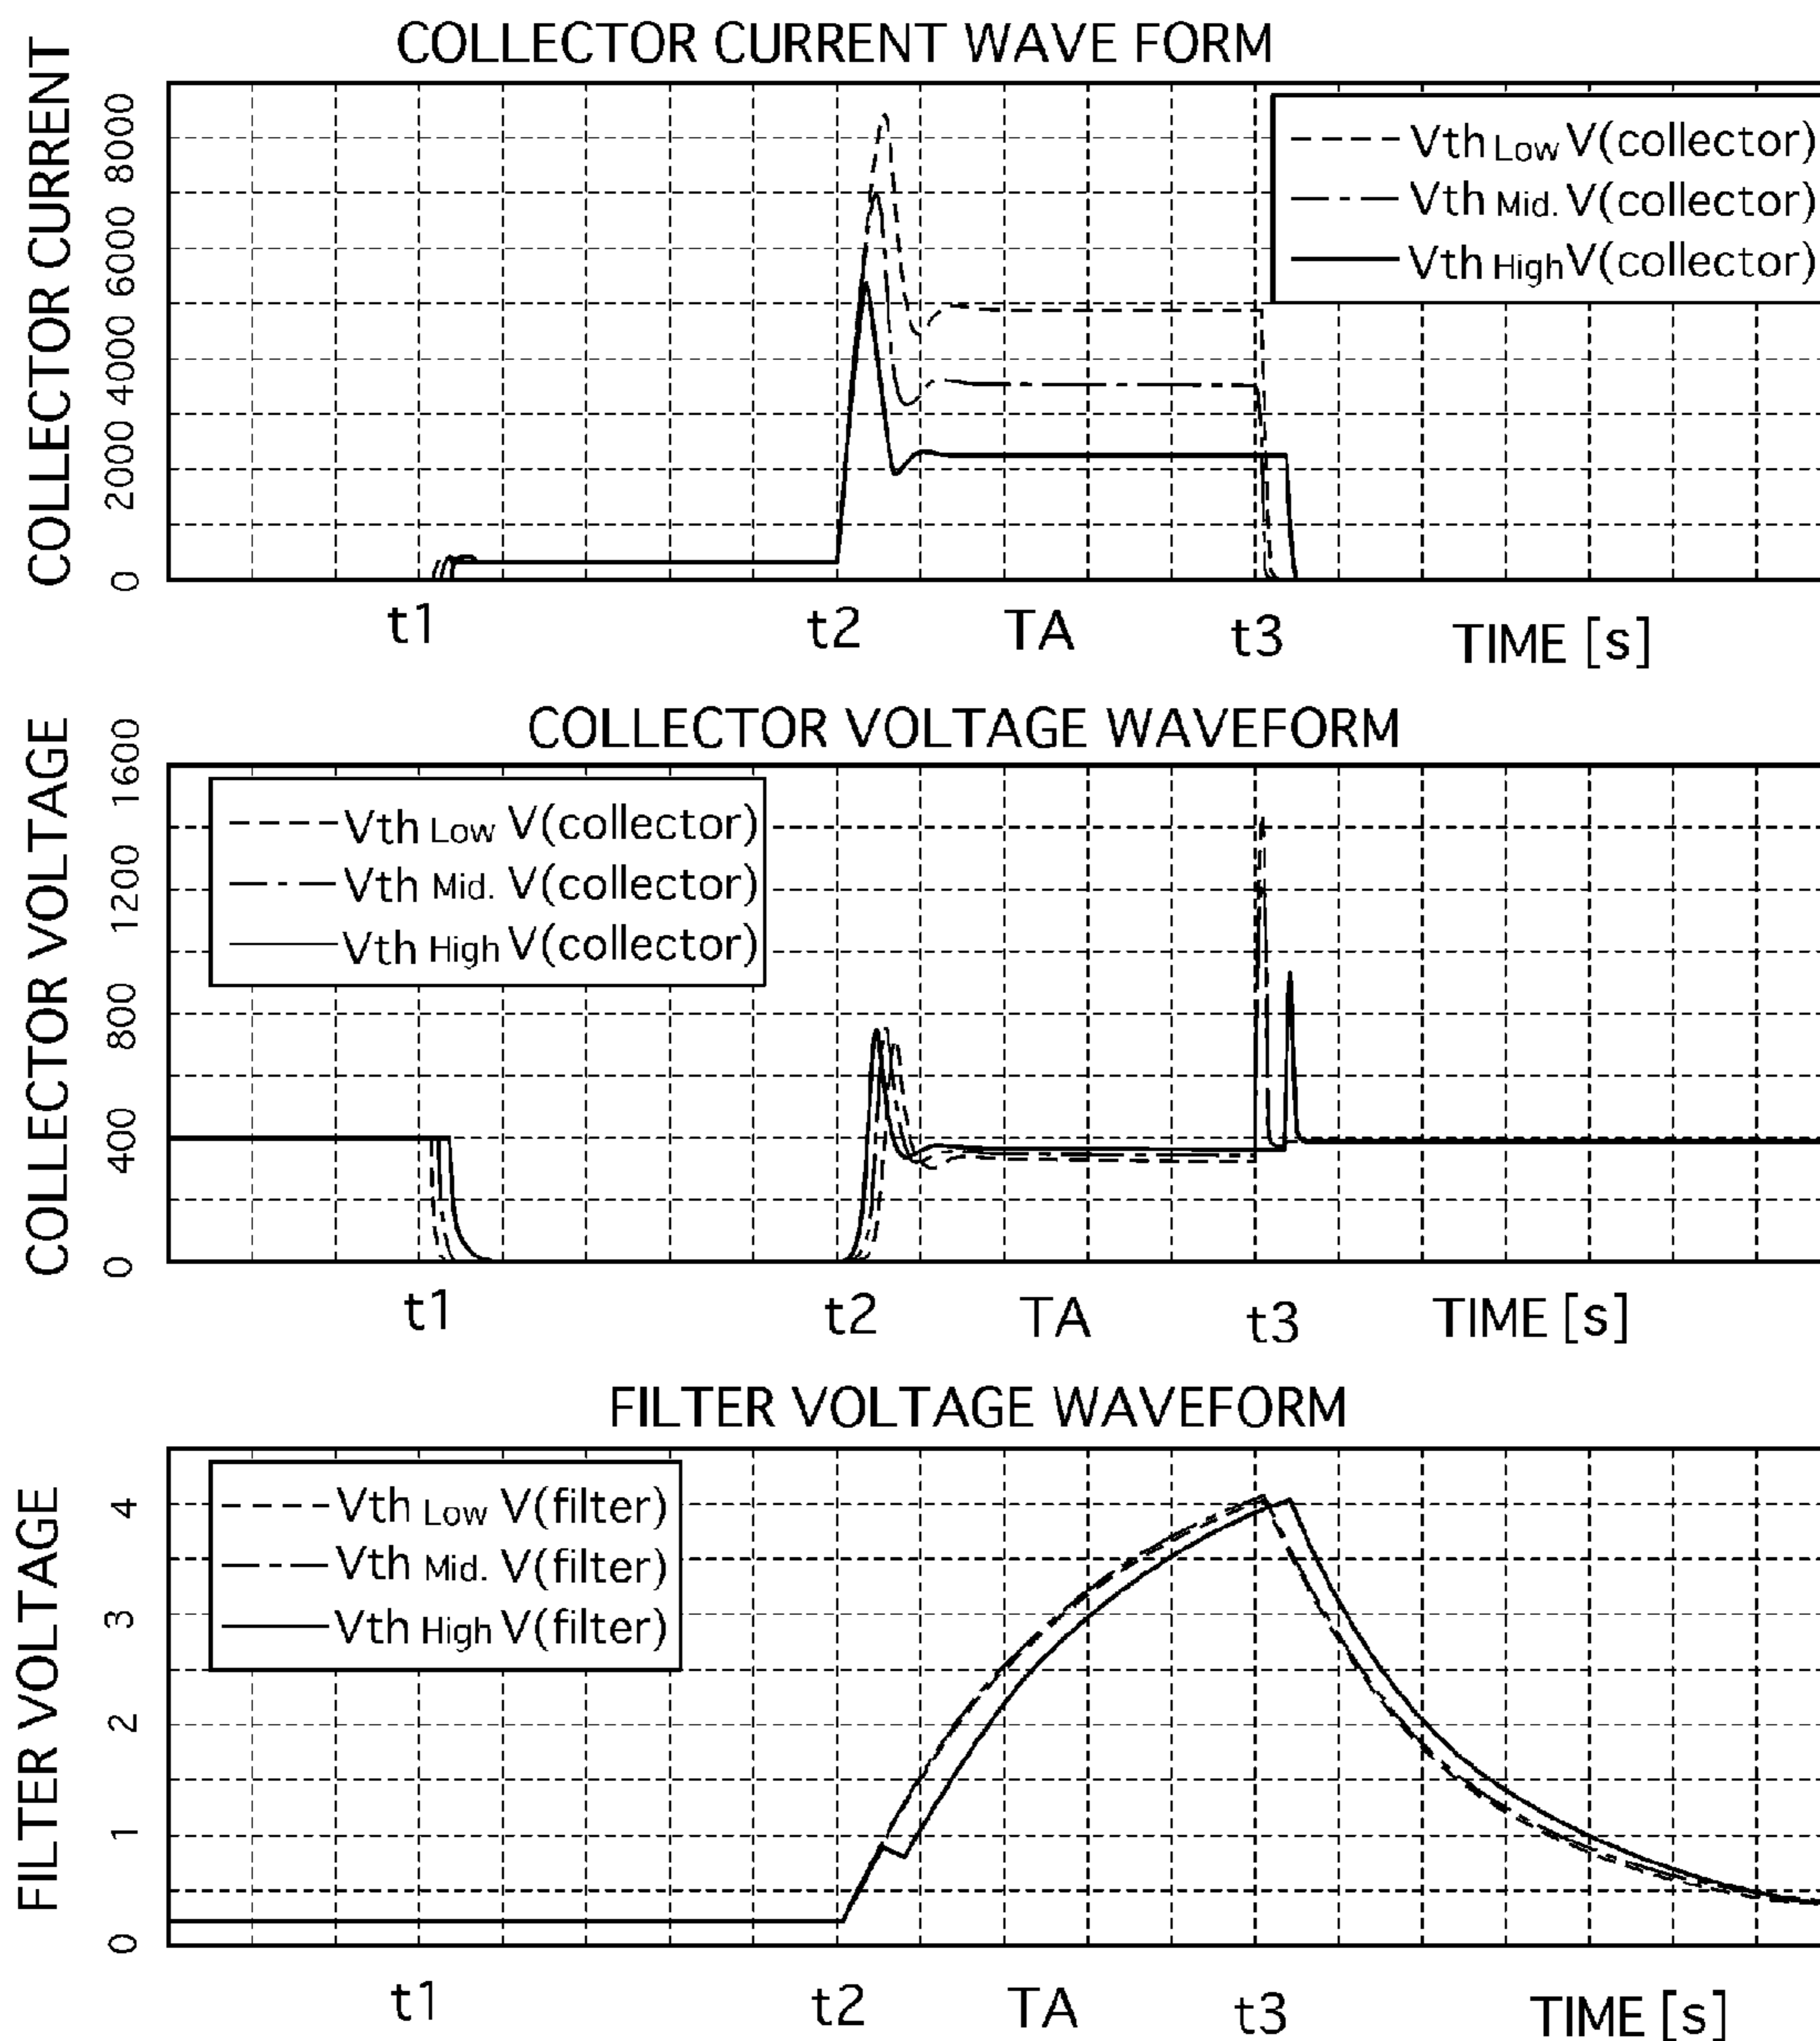 COLLECTOR CURRENT WAVE FORM
COLLECTOR CURRENT
8000
6000
4000
2000
0
Vth Low V(collector)
Vth Mid. V(collector)
Vth High V(collector)
t1 t2 TA t3 TIME [s]
COLLECTOR VOLTAGE WAVEFORM
COLLECTOR VOLTAGE
1600
1200
800
400
0
Vth Low V(collector)
Vth Mid. V(collector)
Vth High V(collector)
t1 t2 TA t3 TIME [s]
FILTER VOLTAGE WAVEFORM
FILTER VOLTAGE
4
3
2
1
0
Vth Low V(filter)
Vth Mid. V(filter)
Vth High V(filter)
t1 t2 TA t3 TIME [s]